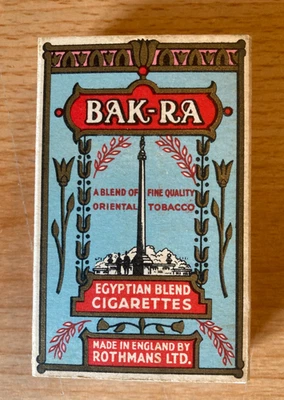 BAK-RA
A BLEND OF FINE QUALITY
ORIENTAL TOBACCO
EGYPTIAN BLEND
CIGARETTES
MADE IN ENGLAND BY
ROTHMANS LTD.